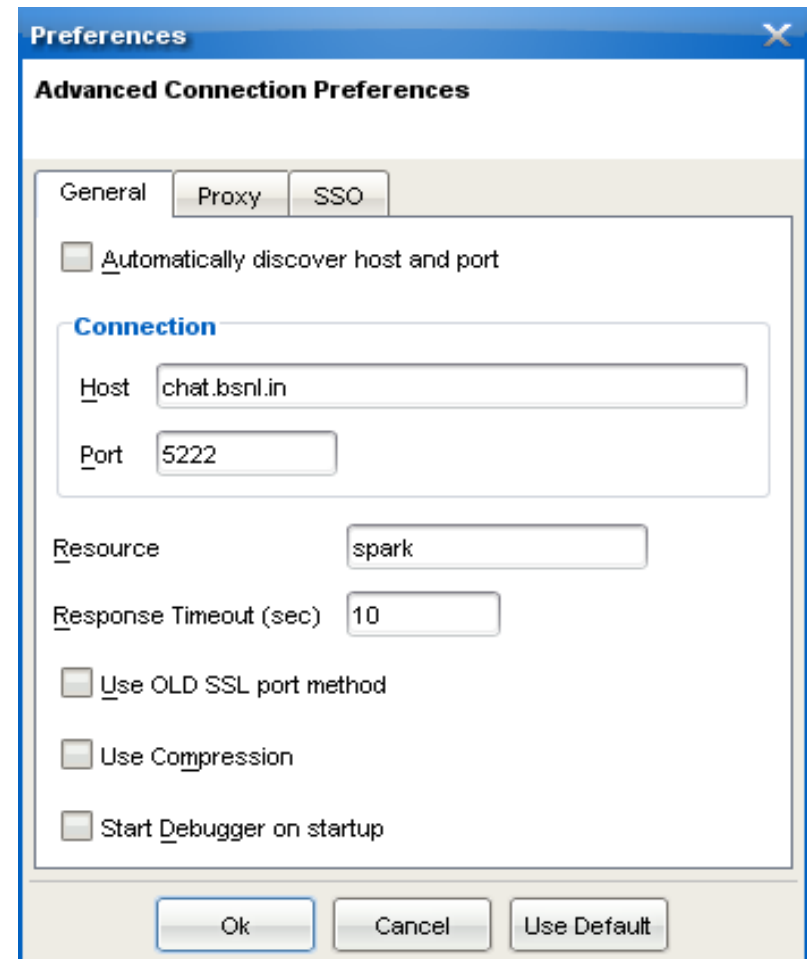 Preferences
Advanced Connection Preferences
General Proxy SSO
Automatically discover host and port
Connection
Host chat.bsnl.in
Port 5222
Resource spark
Response Timeout (sec) 10
Use OLD SSL port method
Use Compression
Start Debugger on startup
Ok Cancel Use Default